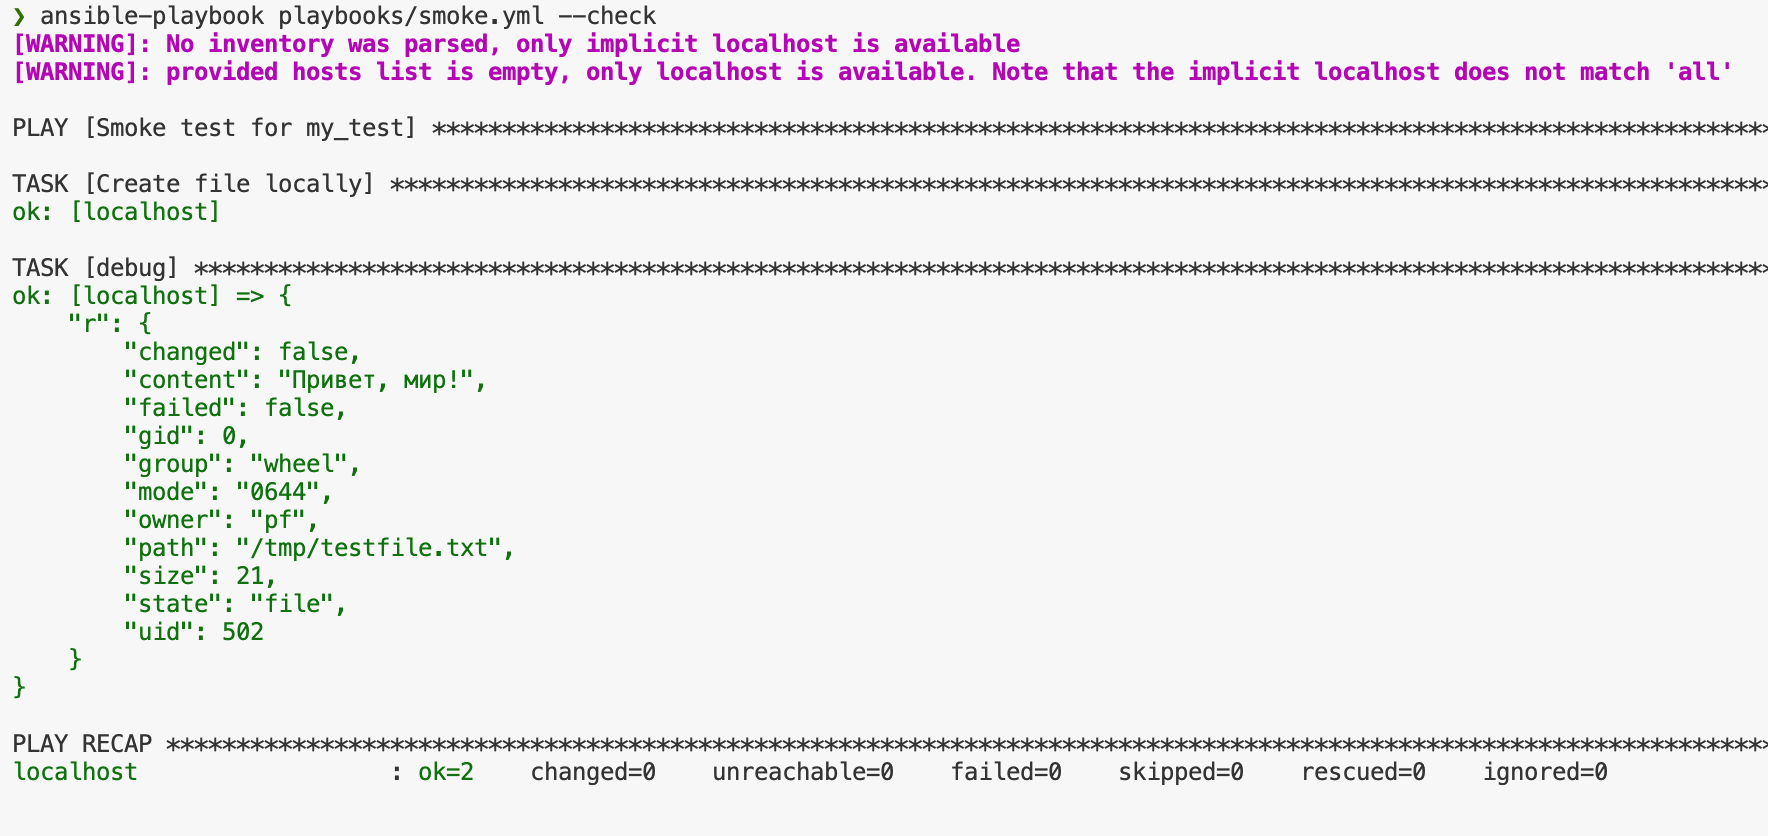 ❯ ansible-playbook playbooks/smoke.yml --check
[WARNING]: No inventory was parsed, only implicit localhost is available
[WARNING]: provided hosts list is empty, only localhost is available. Note that the implicit localhost does not match 'all'
PLAY [Smoke test for my_test] ************************************************************************************************
TASK [Create file locally] ***************************************************************************************************
ok: [localhost]
TASK [debug] *****************************************************************************************************************
ok: [localhost] => {
    "r": {
        "changed": false,
        "content": "Привет, мир!",
        "failed": false,
        "gid": 0,
        "group": "wheel",
        "mode": "0644",
        "owner": "pf",
        "path": "/tmp/testfile.txt",
        "size": 21,
        "state": "file",
        "uid": 502
    }
}
PLAY RECAP *******************************************************************************************************************
localhost                  : ok=2    changed=0    unreachable=0    failed=0    skipped=0    rescued=0    ignored=0